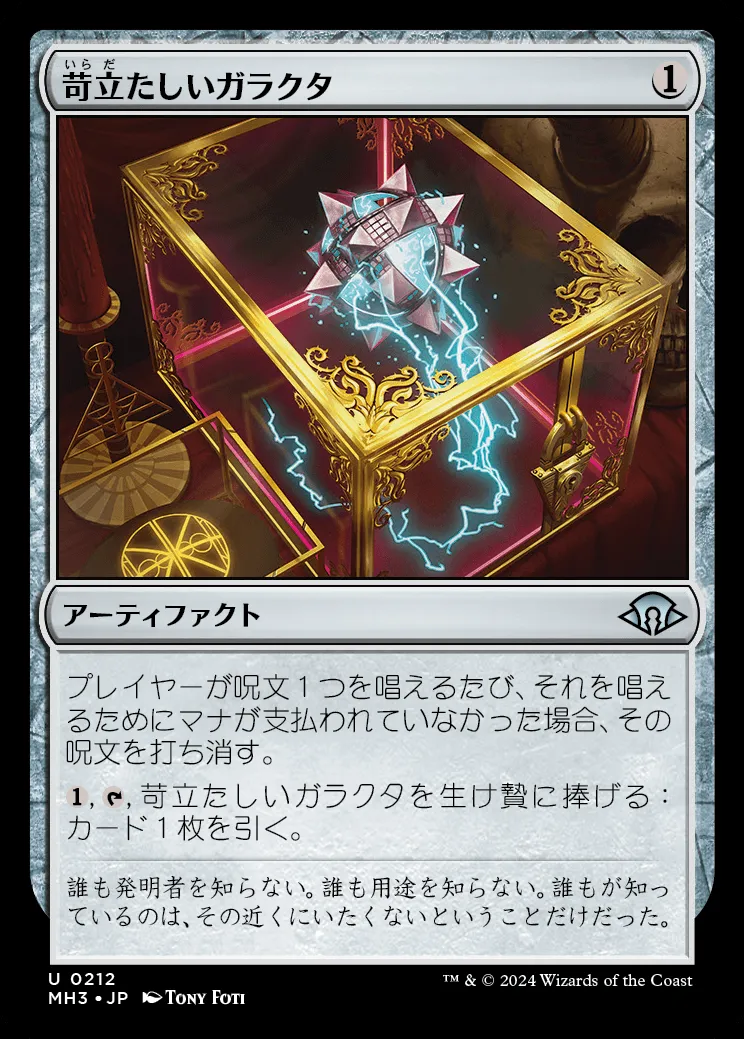 いらだ
苛立たしいガラクタ
1
アーティファクト
プレイヤーが呪文1つを唱えるたび、それを唱え
るためにマナが支払われていなかった場合、その
呪文を打ち消す。
1, , 苛立たしいガラクタを生け贄に捧げる：
カード1枚を引く。
誰も発明者を知らない。誰も用途を知らない。誰もが知っ
ているのは、その近くにいたくないということだけだった。
U 0212
MH3 • JP Tony Foti
™ & © 2024 Wizards of the Coast